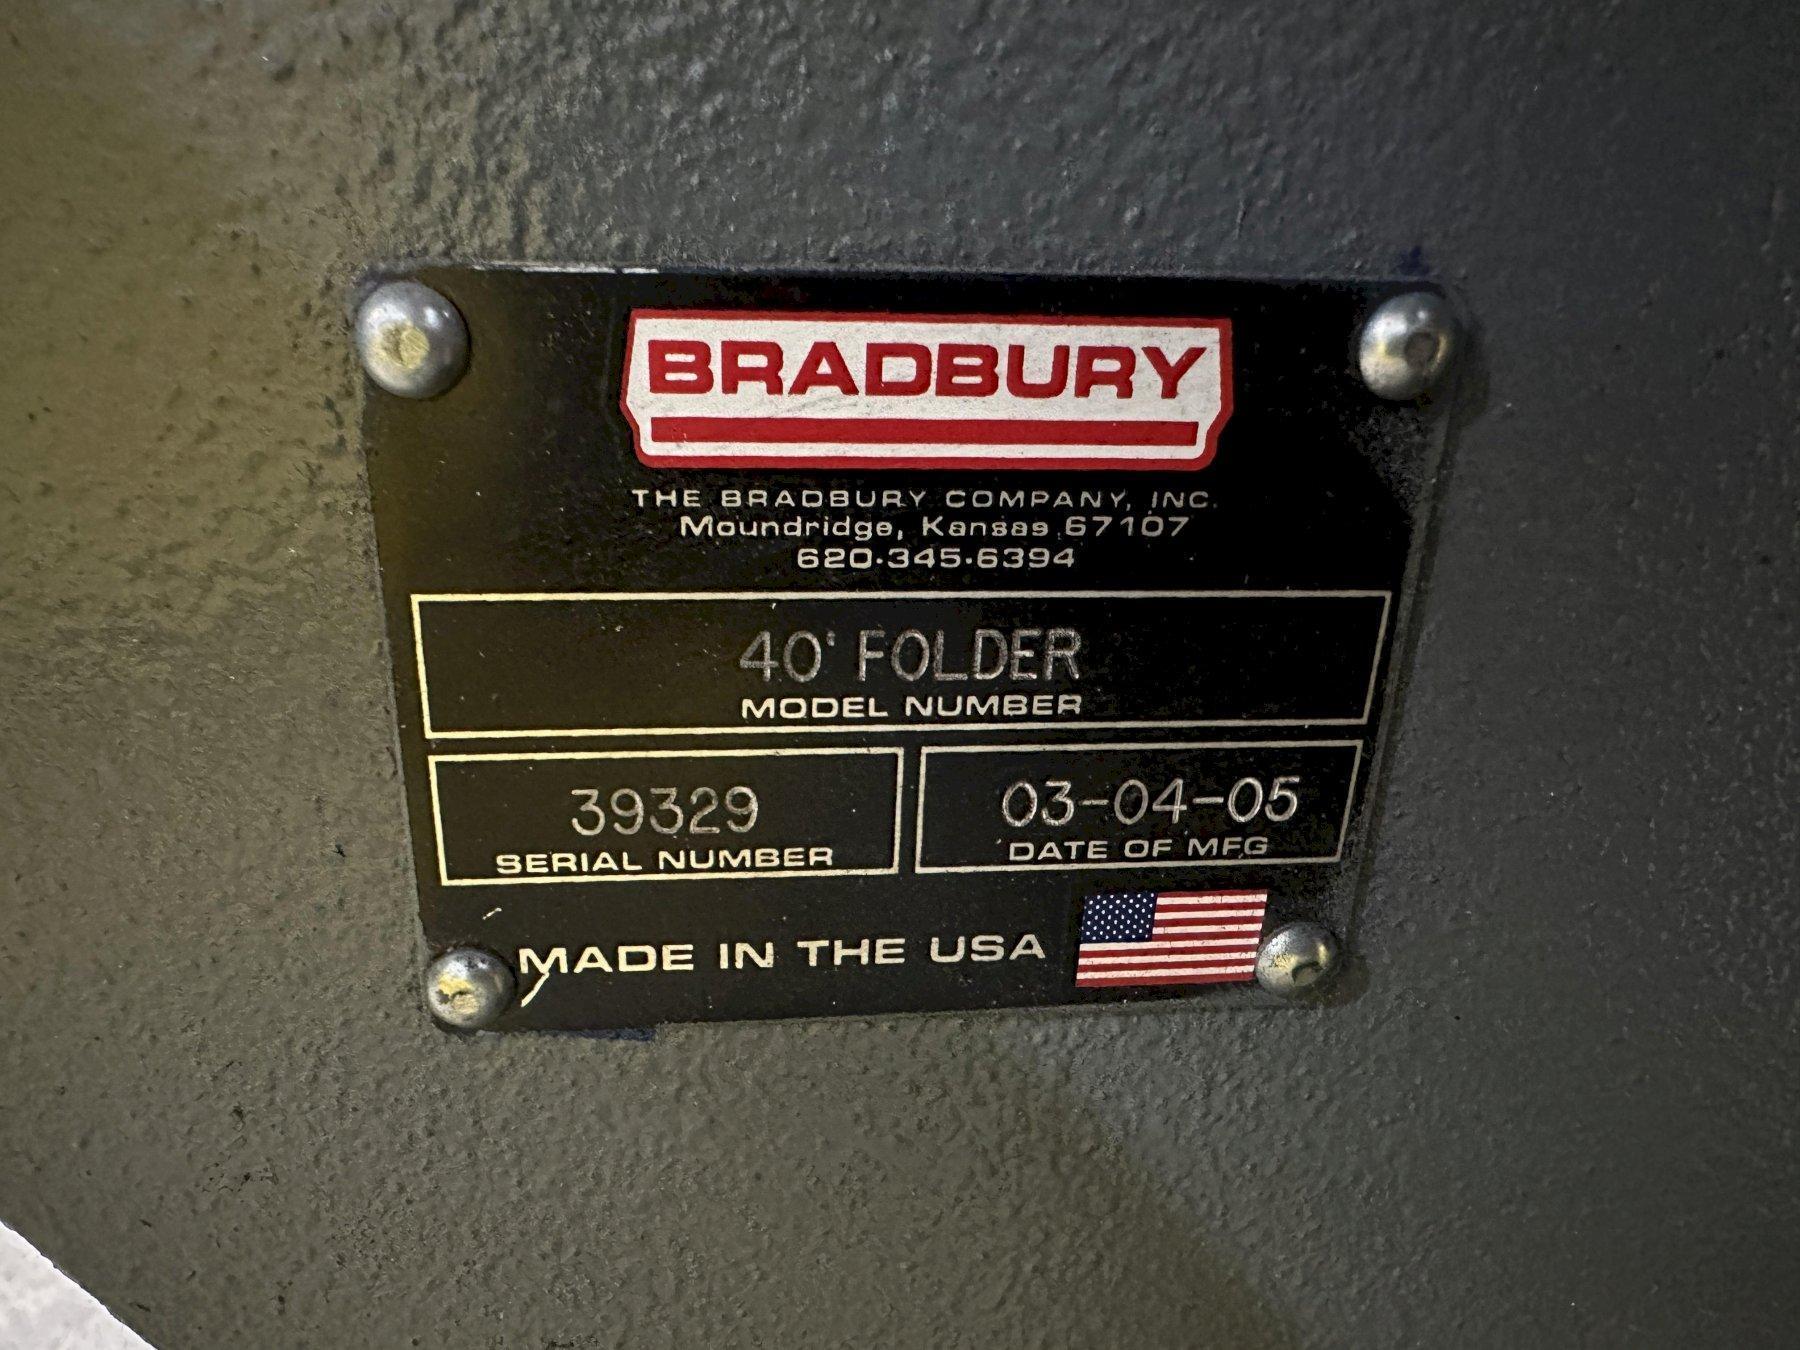 BRADBURY
THE BRADBURY COMPANY, INC.
Moundridge, Kansas 67107
620·345·6394
40' FOLDER
MODEL NUMBER
39329
SERIAL NUMBER
03-04-05
DATE OF MFG
MADE IN THE USA